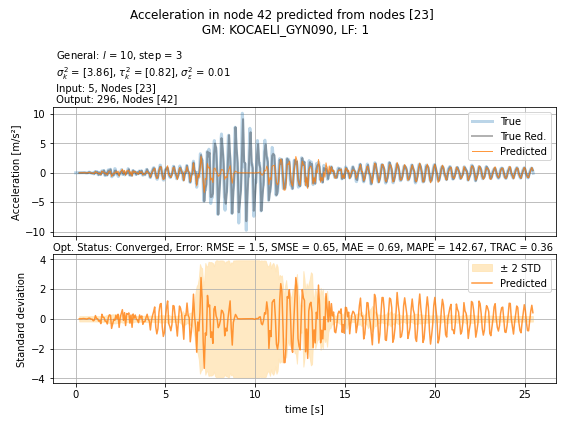 Acceleration in node 42 predicted from nodes [23]
GM: KOCAELI_GYN090, LF: 1
General: l = 10, step = 3
σ²ₖ = [3.86], τ²ₖ = [0.82], σ²ε = 0.01
Input: 5, Nodes [23]
Output: 296, Nodes [42]
Acceleration [m/s²]
10
5
0
−5
−10
True
True Red.
Predicted
Opt. Status: Converged, Error: RMSE = 1.5, SMSE = 0.65, MAE = 0.69, MAPE = 142.67, TRAC = 0.36
Standard deviation
4
2
0
−2
−4
± 2 STD
Predicted
0 5 10 15 20 25
time [s]